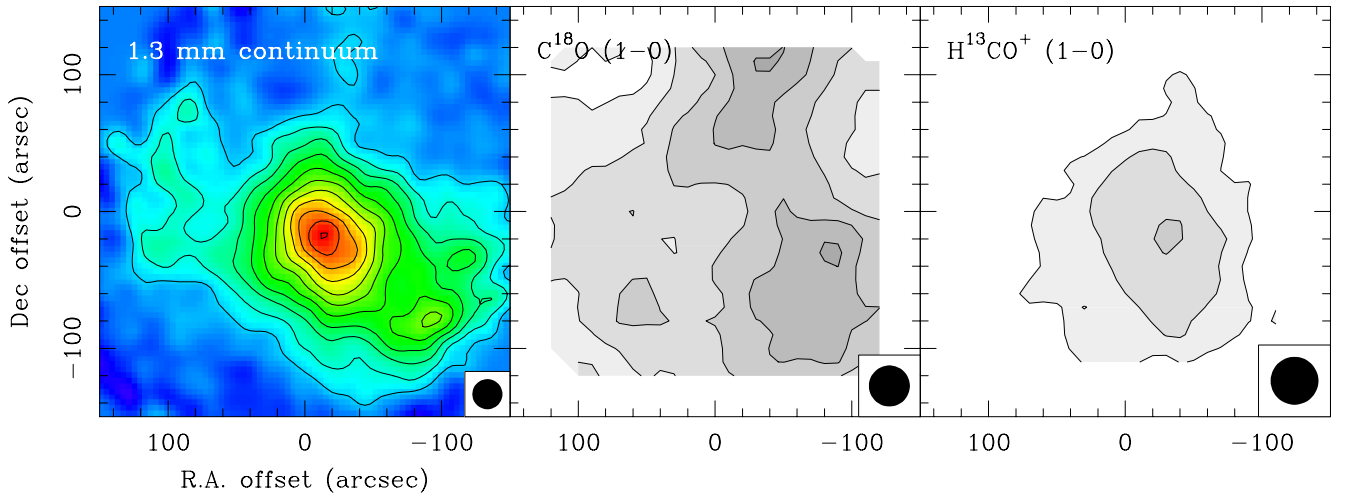 1.3 mm continuum
C¹⁸O (1−0)
H¹³CO⁺ (1−0)
Dec offset (arsec)
100
0
−100
100
0
−100
100
0
−100
100
0
−100
R.A. offset (arcsec)